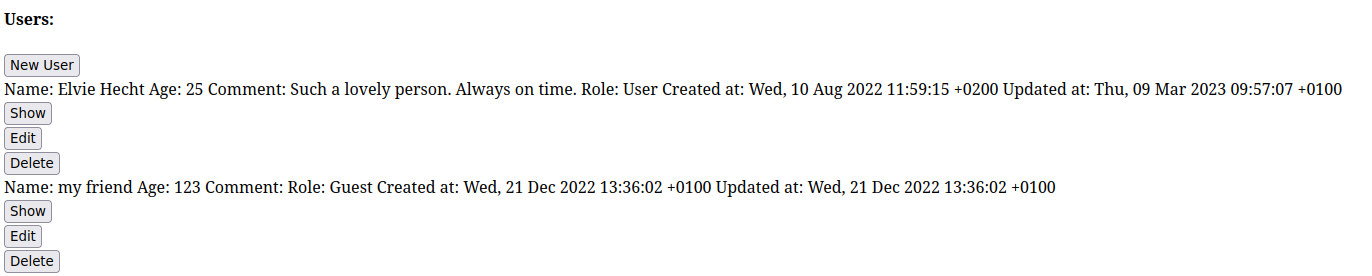 Users:
New User
Name: Elvie Hecht Age: 25 Comment: Such a lovely person. Always on time. Role: User Created at: Wed, 10 Aug 2022 11:59:15 +0200 Updated at: Thu, 09 Mar 2023 09:57:07 +0100
Show
Edit
Delete
Name: my friend Age: 123 Comment: Role: Guest Created at: Wed, 21 Dec 2022 13:36:02 +0100 Updated at: Wed, 21 Dec 2022 13:36:02 +0100
Show
Edit
Delete